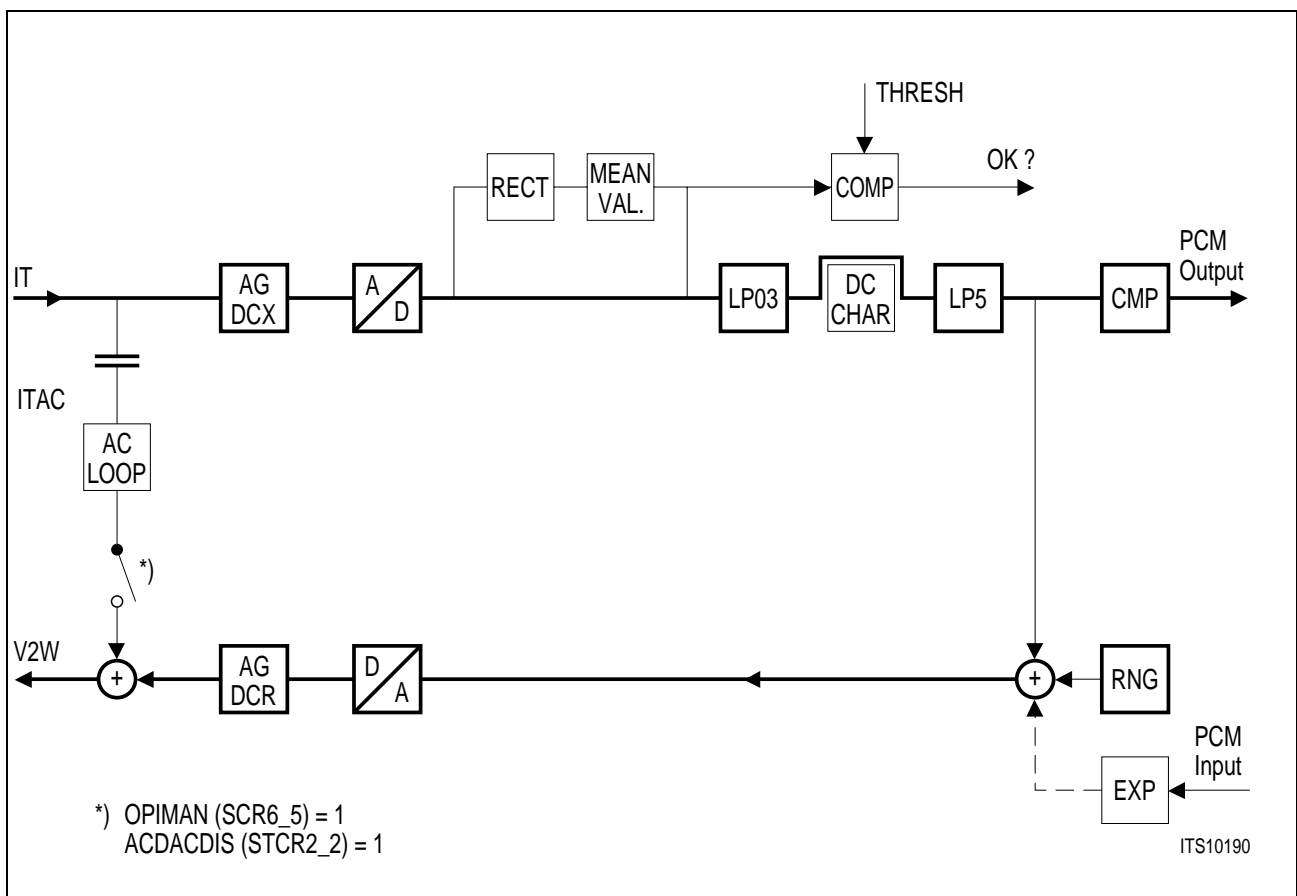 THRESH
OK ?
RECT
MEAN
VAL.
COMP
PCM
Output
IT
AG
DCX
A
D
LP03
DC
CHAR
LP5
CMP
ITAC
AC
LOOP
*)
V2W
+
AG
DCR
D
A
+
RNG
PCM
Input
EXP
*) OPIMAN (SCR6_5) = 1
ACDACDIS (STCR2_2) = 1
ITS10190